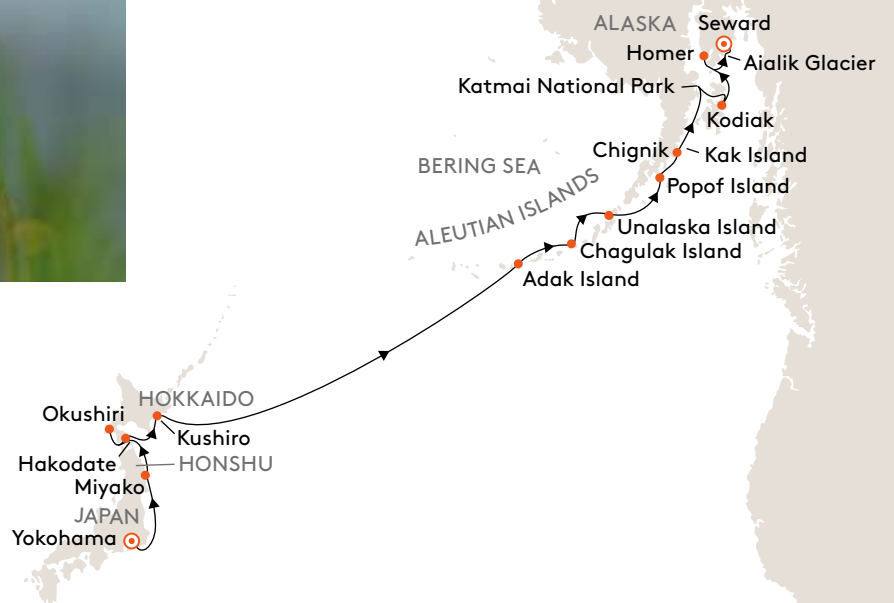 ALASKA
Seward
Homer
Aialik Glacier
Katmai National Park
Kodiak
Chignik
Kak Island
BERING SEA
Popof Island
ALEUTIAN ISLANDS
Unalaska Island
Chagulak Island
Adak Island
HOKKAIDO
Okushiri
Kushiro
Hakodate
HONSHU
Miyako
JAPAN
Yokohama